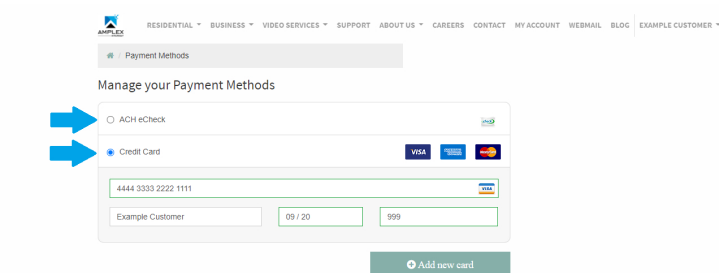 AMPLEX
RESIDENTIAL BUSINESS VIDEO SERVICES SUPPORT ABOUT US CAREERS CONTACT MY ACCOUNT WEBMAIL BLOG EXAMPLE CUSTOMER
/ Payment Methods
Manage your Payment Methods
ACH eCheck
Credit Card
VISA
4444 3333 2222 1111
VISA
Example Customer
09 / 20
999
Add new card